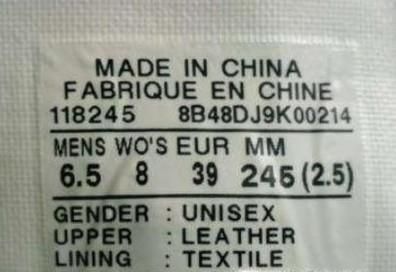 MADE IN CHINA
FABRIQUE EN CHINE
118245 8B48DJ9K00214
MENS WO'S EUR MM
6.5 8 39 245 (2.5)
GENDER : UNISEX
UPPER : LEATHER
LINING : TEXTILE